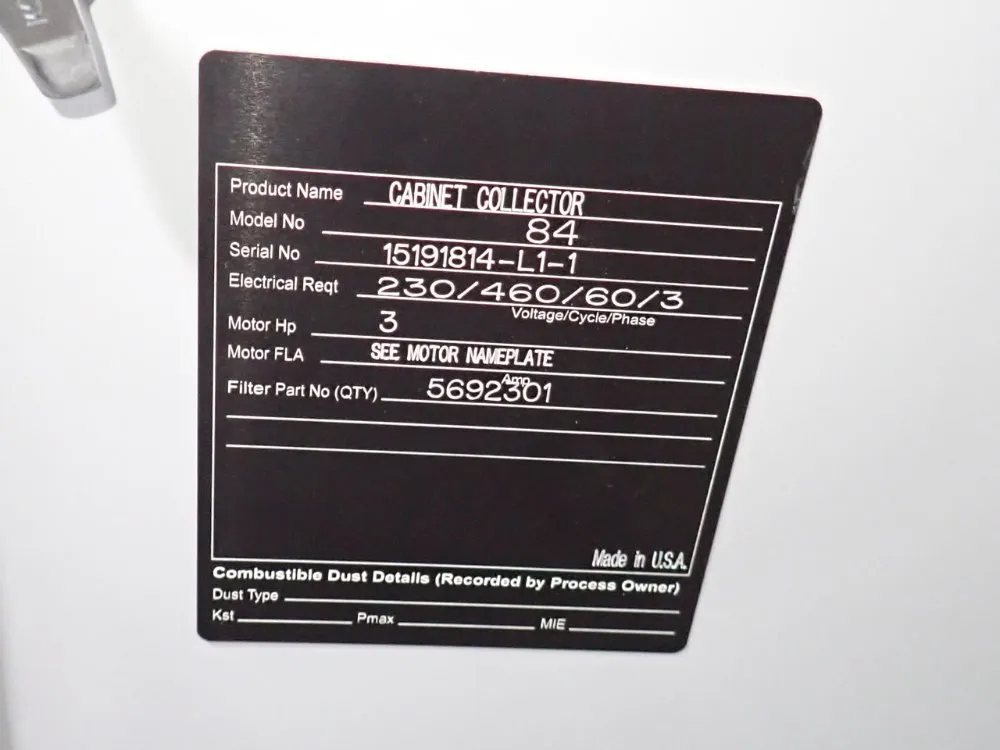 Product Name CABINET COLLECTOR
Model No 84
Serial No 15191814-L1-1
Electrical Reqt 230/460/60/3
Voltage/Cycle/Phase
Motor Hp 3
Motor FLA SEE MOTOR NAMEPLATE
Amp
Filter Part No (QTY) 5692301
Made in U.S.A.
Combustible Dust Details (Recorded by Process Owner)
Dust Type
Kst Pmax MIE